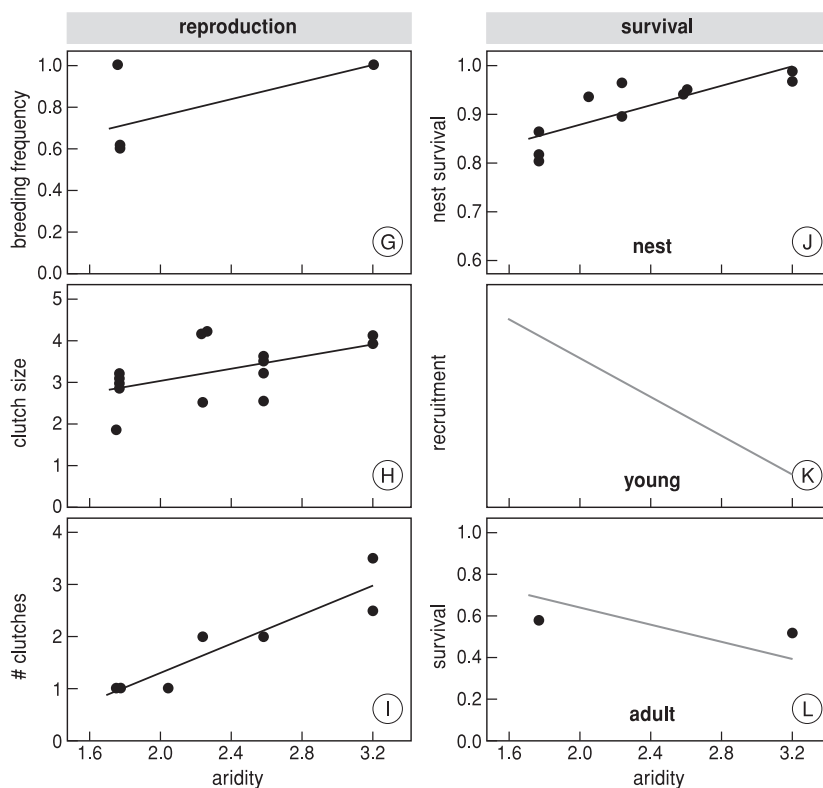 reproduction
survival
breeding frequency
1.0
0.8
0.6
0.4
0.2
0.0
G
nest survival
1.0
0.9
0.8
0.7
0.6
nest
J
clutch size
5
4
3
2
1
0
H
recruitment
young
K
# clutches
4
3
2
1
0
I
1.6 2.0 2.4 2.8 3.2
aridity
survival
1.0
0.8
0.6
0.4
0.2
0.0
adult
L
1.6 2.0 2.4 2.8 3.2
aridity